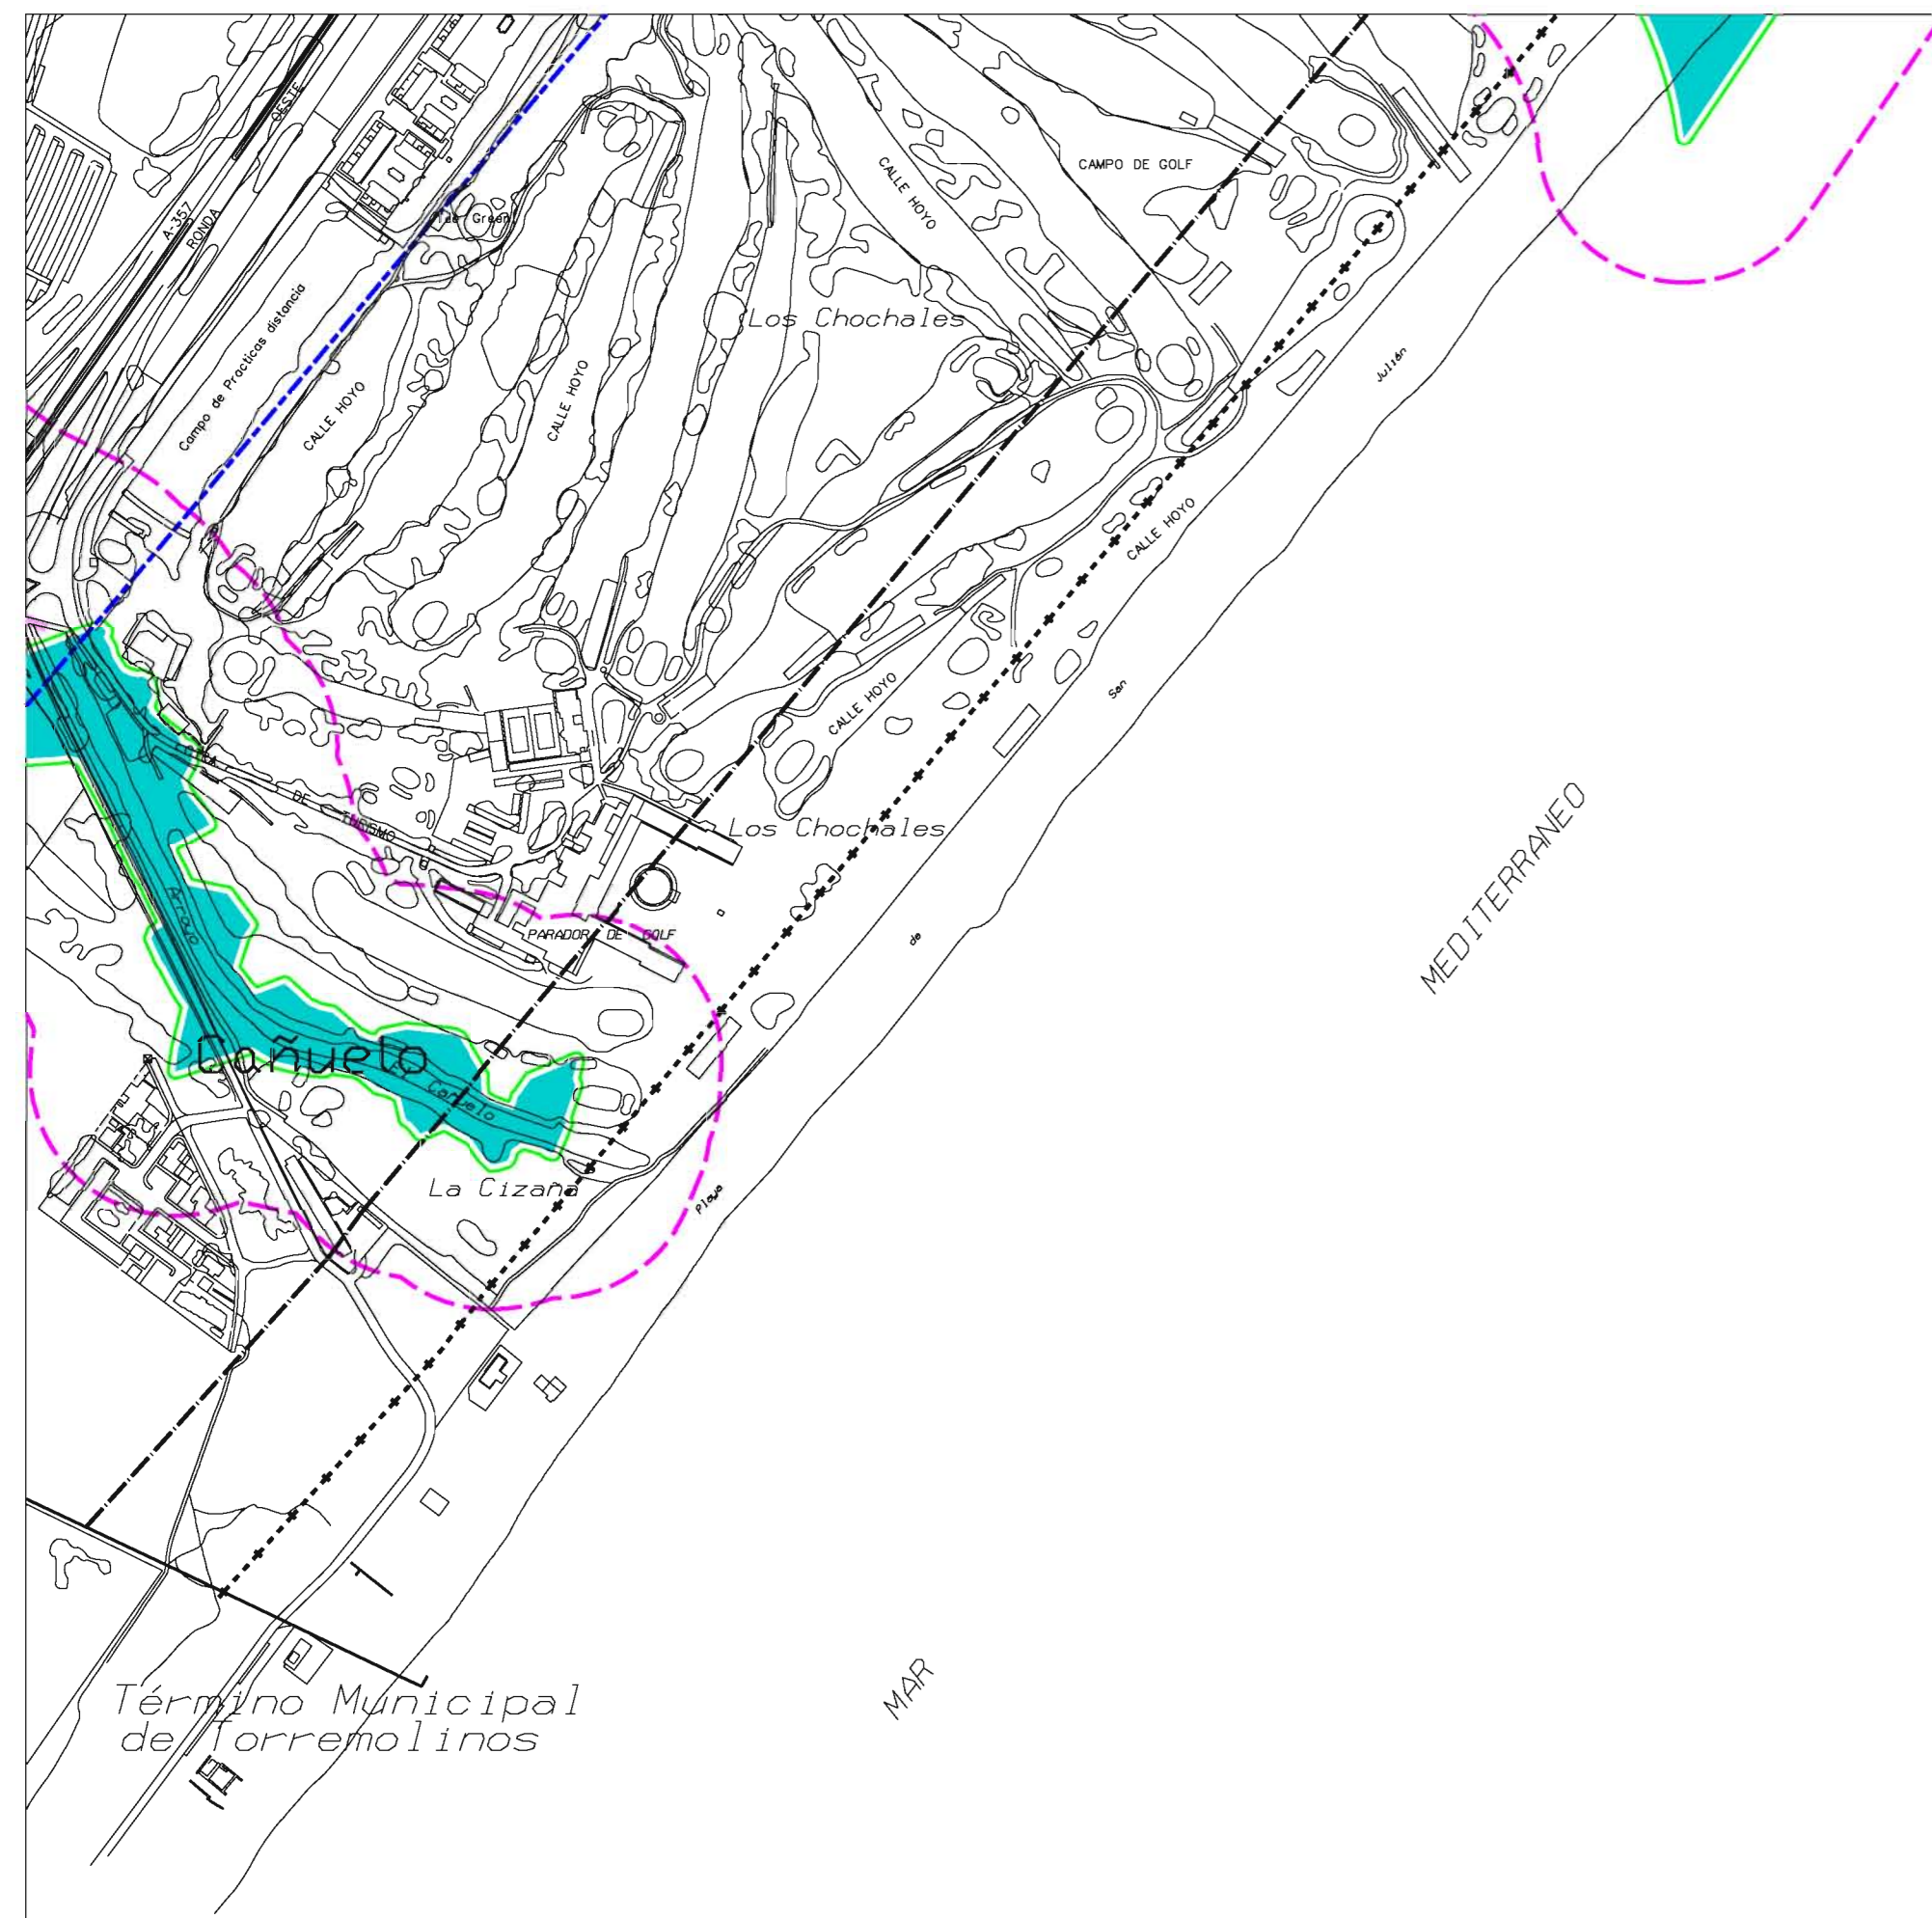 OESTE
A-357
RONDA
Tee Green
CALLE HOYO
CAMPO DE GOLF
Campo de Practicas distancia
CALLE HOYO
CALLE HOYO
Los Chochales
Julián
CALLE HOYO
CALLE HOYO
San
DE TURISMO
Los Chochales
MEDITERRANEO
Arroyo
PARADOR DE GOLF
de
Cañuelo
El Cañuelo
La Cizaña
Playa
MAR
Término Municipal
de Torremolinos